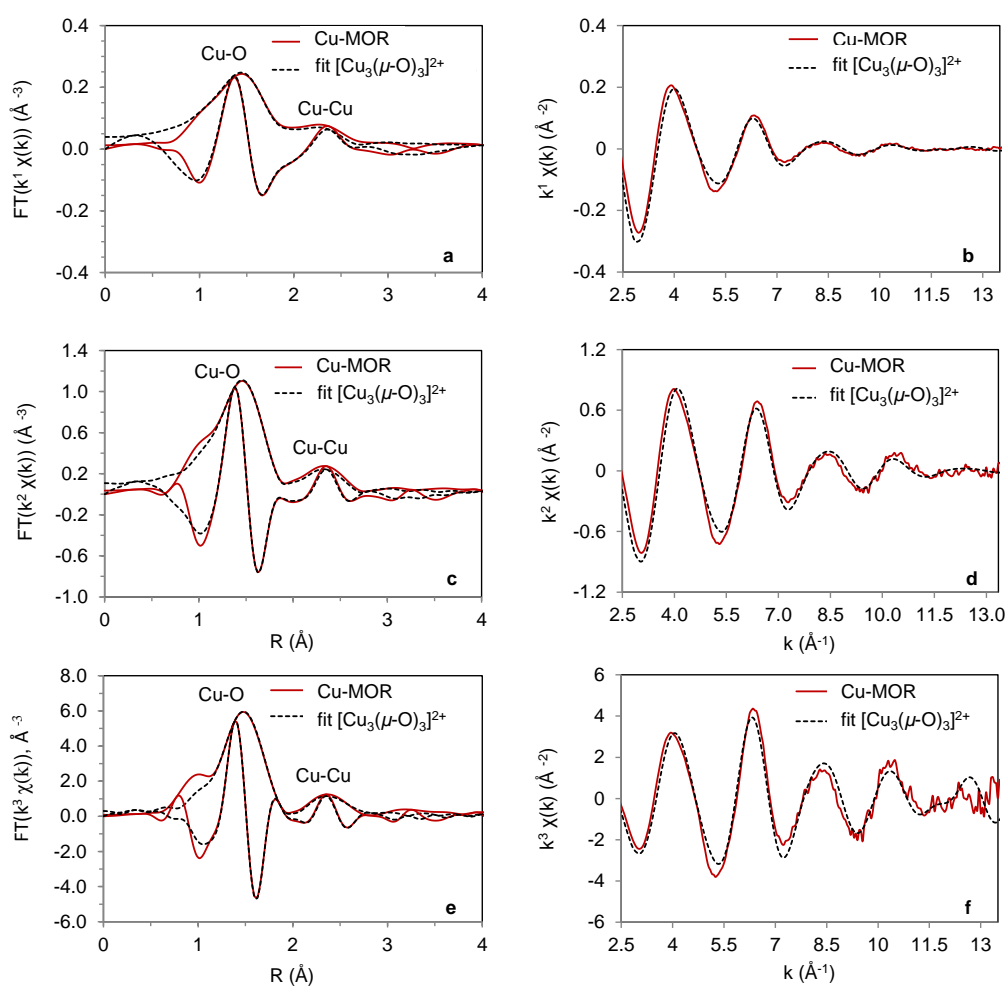 0.4
0.2
0.0
-0.2
-0.4
FT(k¹ χ(k)) (Å ⁻³)
Cu-O
Cu-Cu
Cu-MOR
fit [Cu₃(μ-O)₃]²⁺
a
0 1 2 3 4
0.4
0.2
0
-0.2
-0.4
k¹ χ(k) (Å ⁻²)
Cu-MOR
fit [Cu₃(μ-O)₃]²⁺
b
2.5 4 5.5 7 8.5 10 11.5 13
1.4
1.0
0.6
0.2
-0.2
-0.6
-1.0
FT(k² χ(k)) (Å ⁻³)
Cu-O
Cu-Cu
Cu-MOR
fit [Cu₃(μ-O)₃]²⁺
c
0 1 2 3 4
R (Å)
1.2
0.6
0
-0.6
-1.2
k² χ(k) (Å ⁻²)
Cu-MOR
fit [Cu₃(μ-O)₃]²⁺
d
2.5 4.0 5.5 7.0 8.5 10.0 11.5 13.0
k (Å⁻¹)
8.0
6.0
4.0
2.0
0.0
-2.0
-4.0
-6.0
FT(k³ χ(k)), Å ⁻³
Cu-O
Cu-Cu
Cu-MOR
fit [Cu₃(μ-O)₃]²⁺
e
0 1 2 3 4
R (Å)
6
4
2
0
-2
-4
-6
k³ χ(k) (Å ⁻²)
Cu-MOR
fit [Cu₃(μ-O)₃]²⁺
f
2.5 4 5.5 7 8.5 10 11.5 13
k (Å⁻¹)